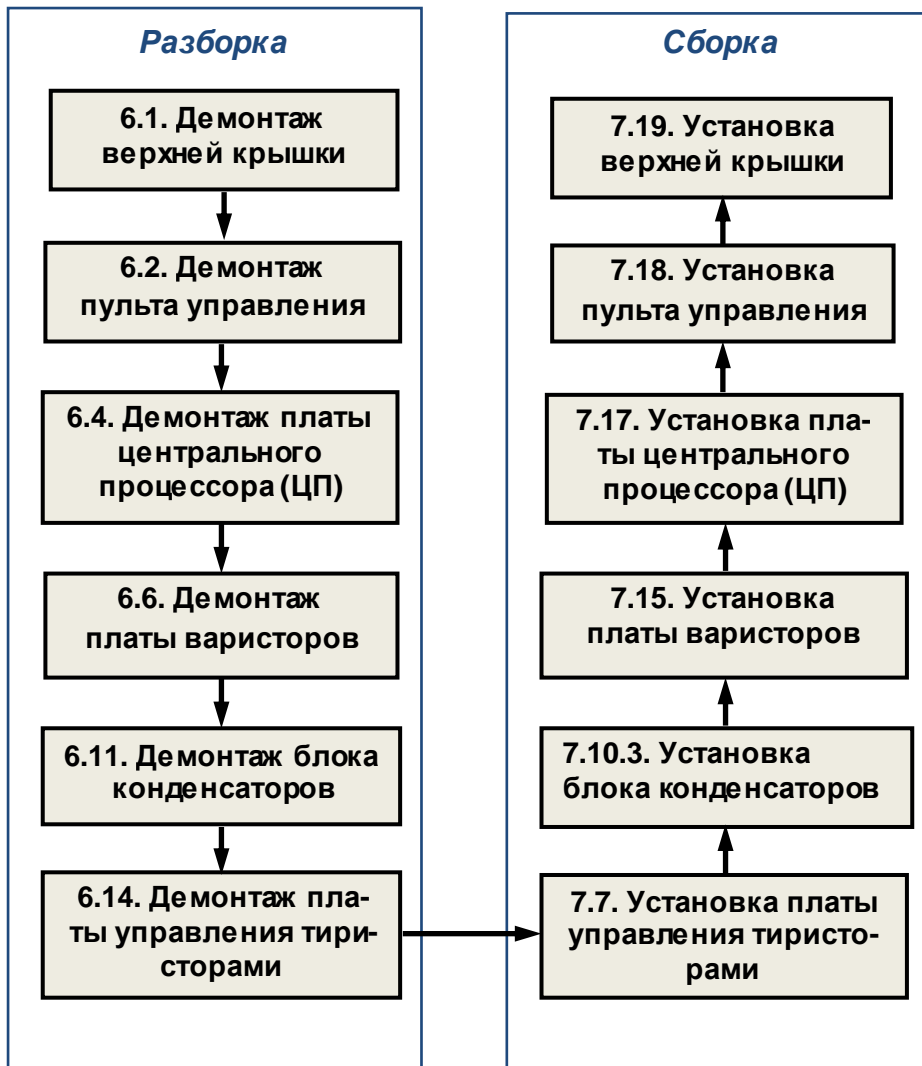 Разборка
6.1. Демонтаж
верхней крышки
6.2. Демонтаж
пульта управления
6.4. Демонтаж платы
центрального
процессора (ЦП)
6.6. Демонтаж
платы варисторов
6.11. Демонтаж блока
конденсаторов
6.14. Демонтаж пла-
ты управления тири-
сторами
Сборка
7.19. Установка
верхней крышки
7.18. Установка
пульта управления
7.17. Установка пла-
ты центрального
процессора (ЦП)
7.15. Установка
платы варисторов
7.10.3. Установка
блока конденсаторов
7.7. Установка платы
управления тиристо-
рами